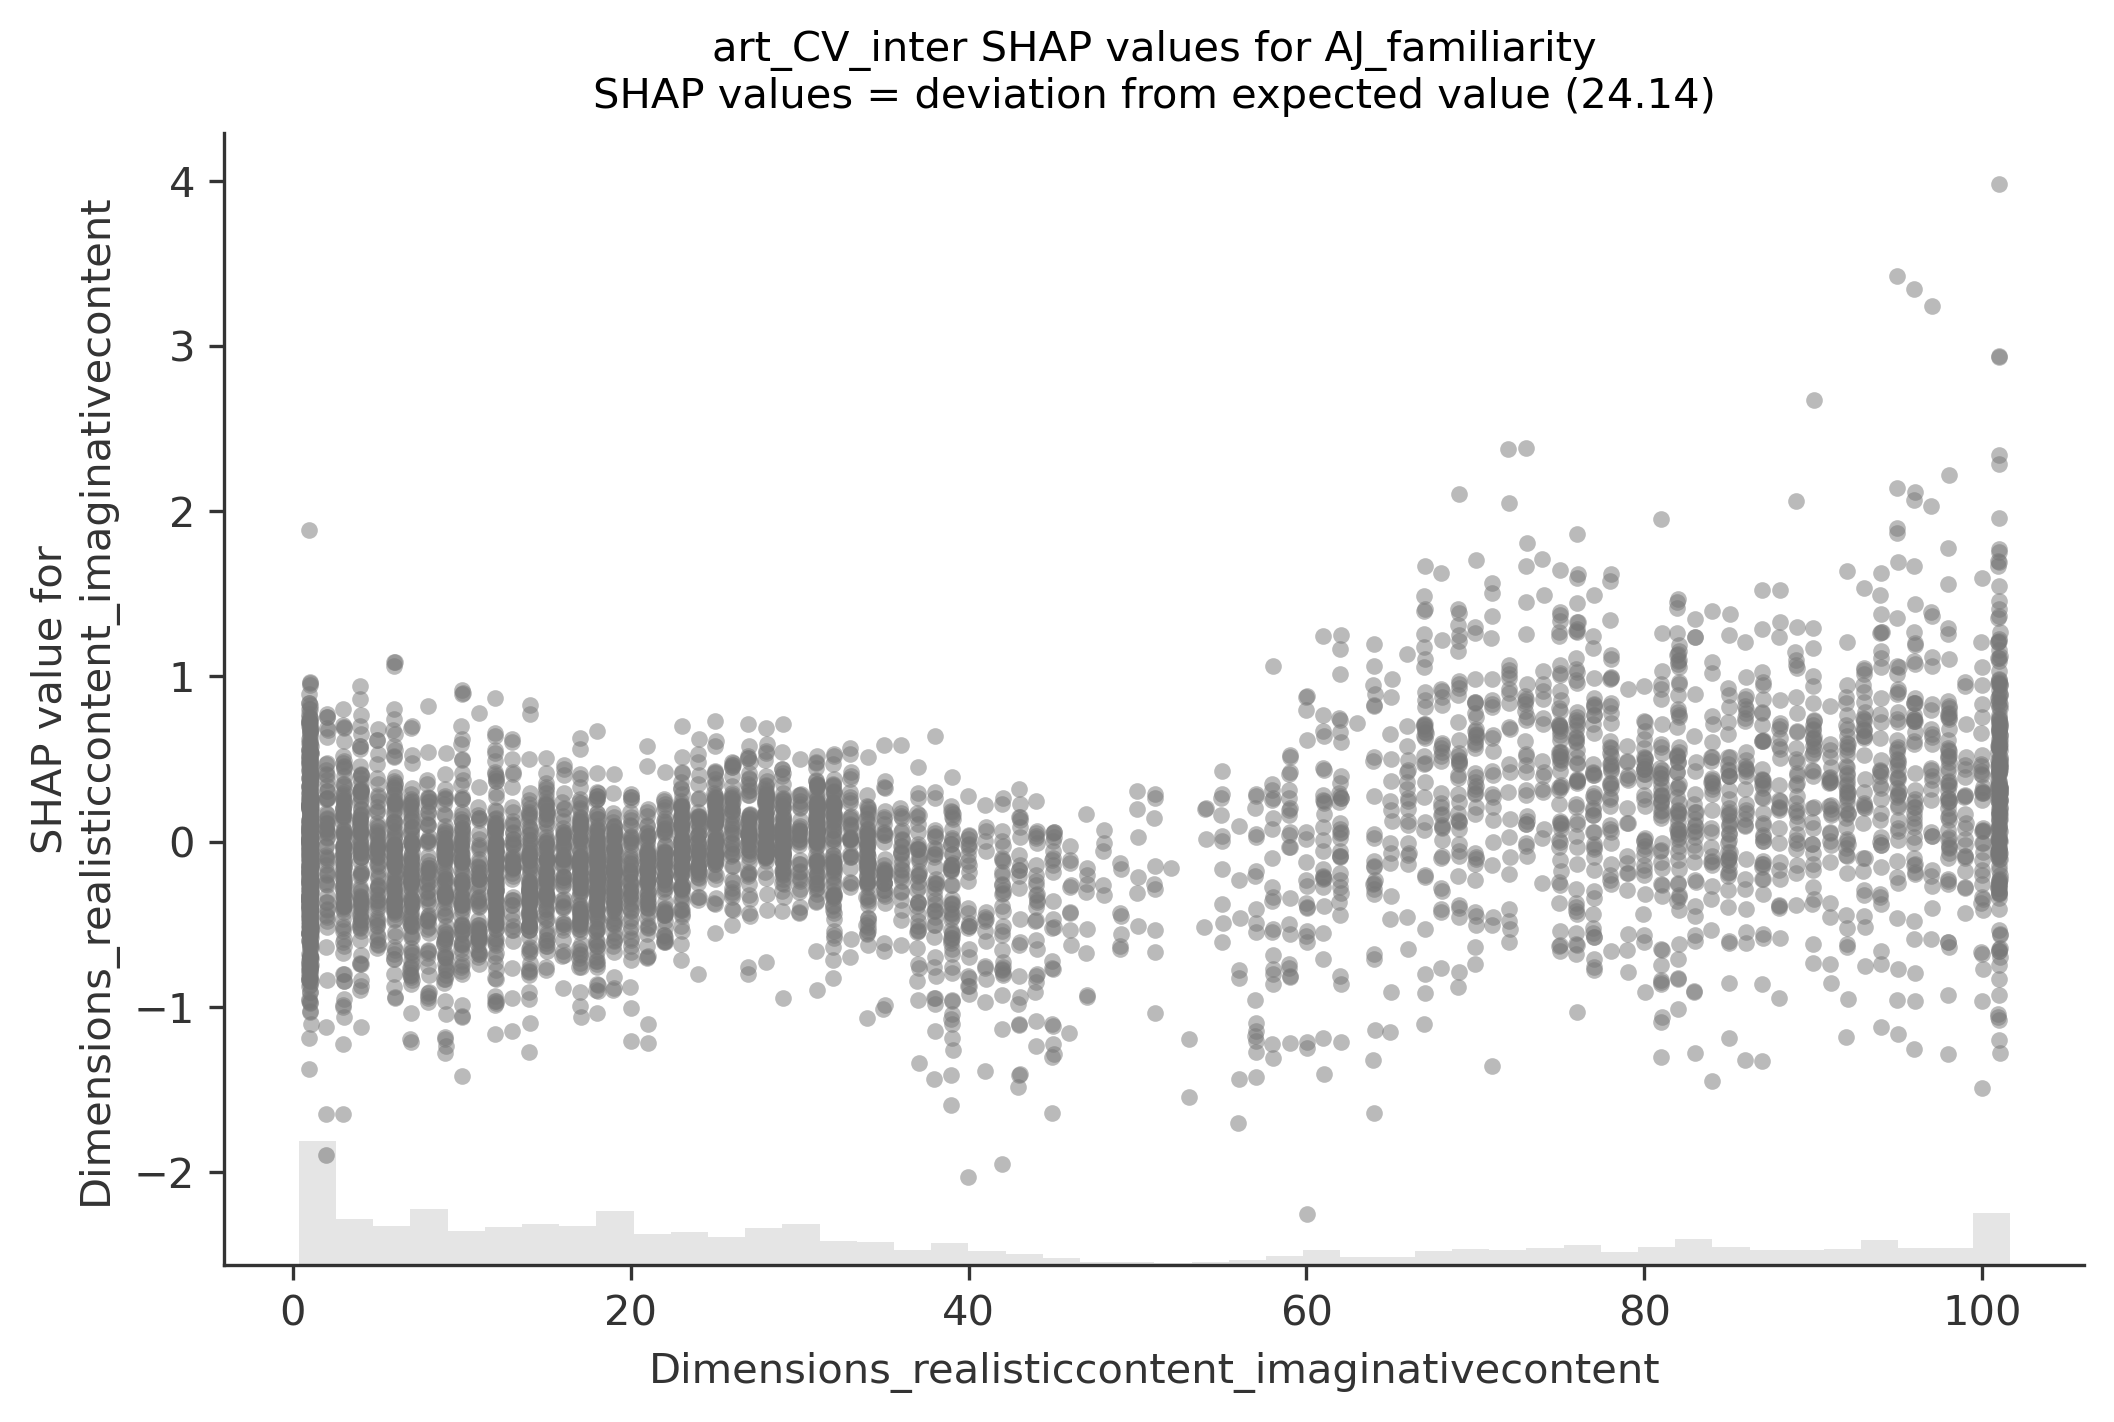 art_CV_inter SHAP values for AJ_familiarity
SHAP values = deviation from expected value (24.14)
SHAP value for
Dimensions_realisticcontent_imaginativecontent
4
3
2
1
0
−1
−2
0
20
40
60
80
100
Dimensions_realisticcontent_imaginativecontent